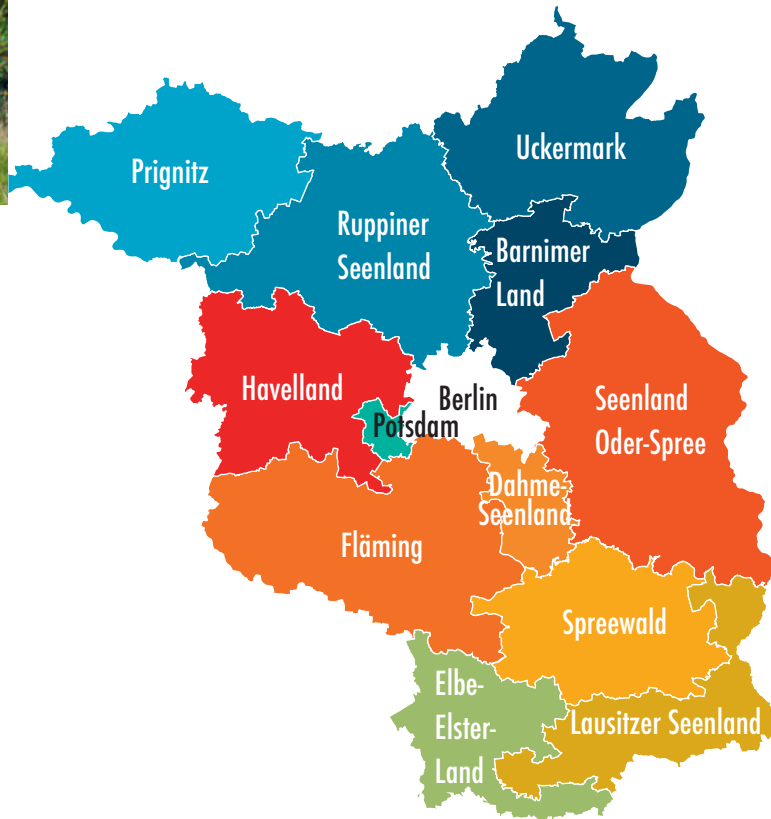 Uckermark
Prignitz
Ruppiner
Seenland
Barnimer
Land
Havelland
Berlin
Potsdam
Seenland
Oder-Spree
Dahme-
Seenland
Fläming
Spreewald
Elbe-
Elster-
Land
Lausitzer Seenland